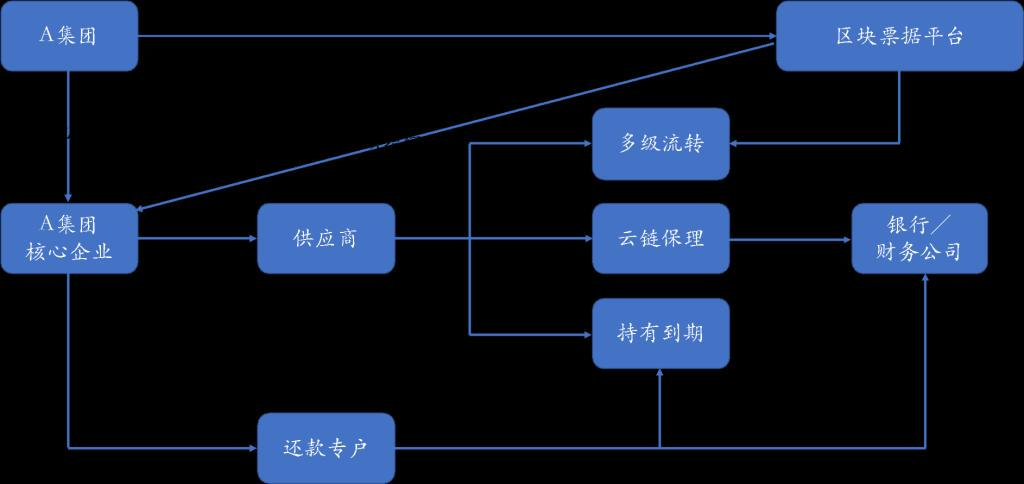 A集团
区块票据平台
多级流转
A集团
核心企业
供应商
云链保理
银行／
财务公司
持有到期
还款专户